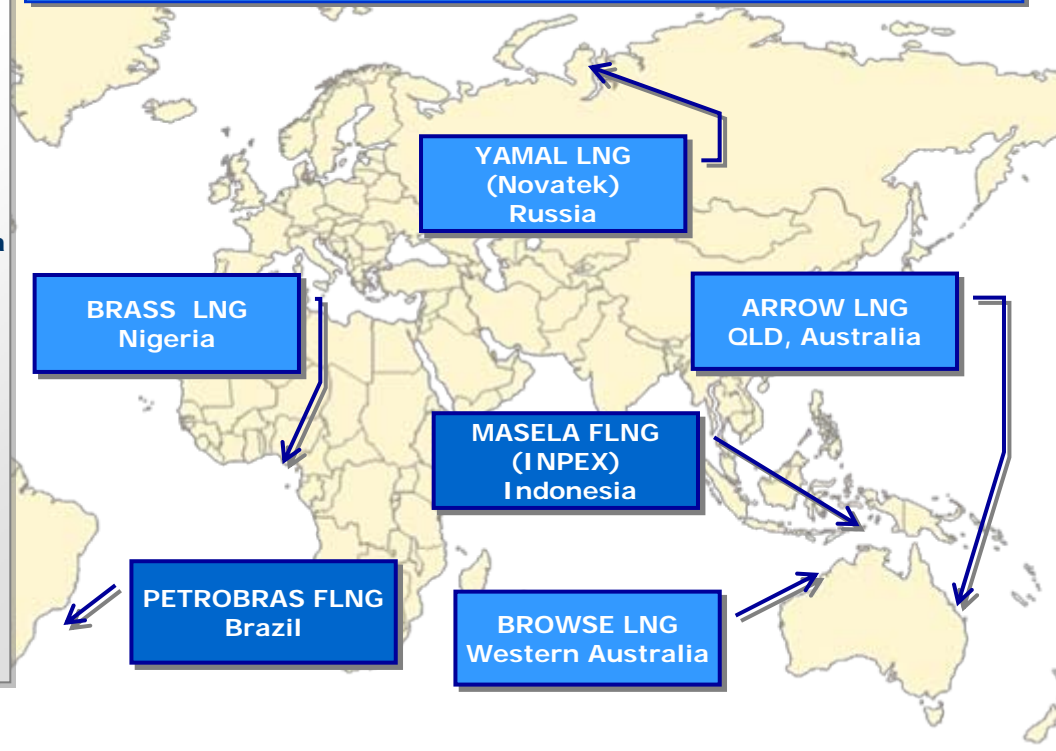 YAMAL LNG
(Novatek)
Russia
BRASS LNG
Nigeria
ARROW LNG
QLD, Australia
MASELA FLNG
(INPEX)
Indonesia
PETROBRAS FLNG
Brazil
BROWSE LNG
Western Australia